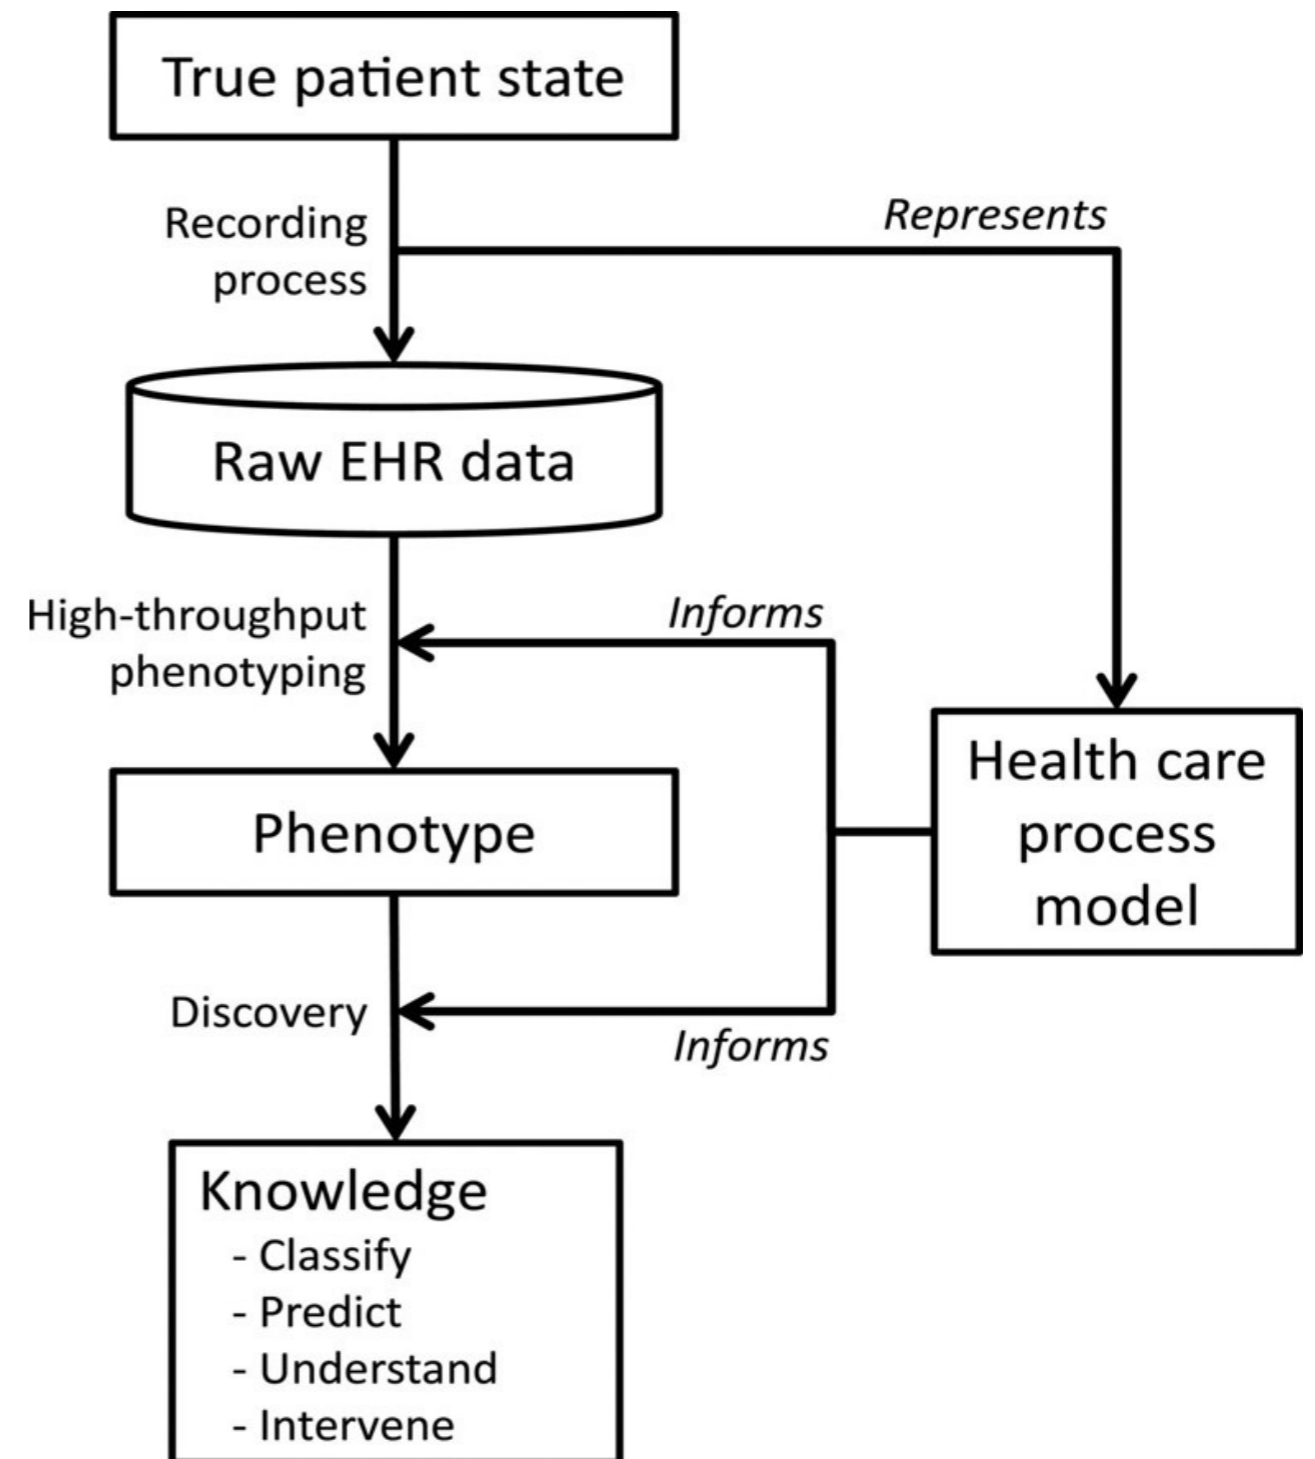 True patient state
Recording
process
Represents
Raw EHR data
High-throughput
phenotyping
Informs
Health care
process
model
Phenotype
Discovery
Informs
Knowledge
- Classify
- Predict
- Understand
- Intervene